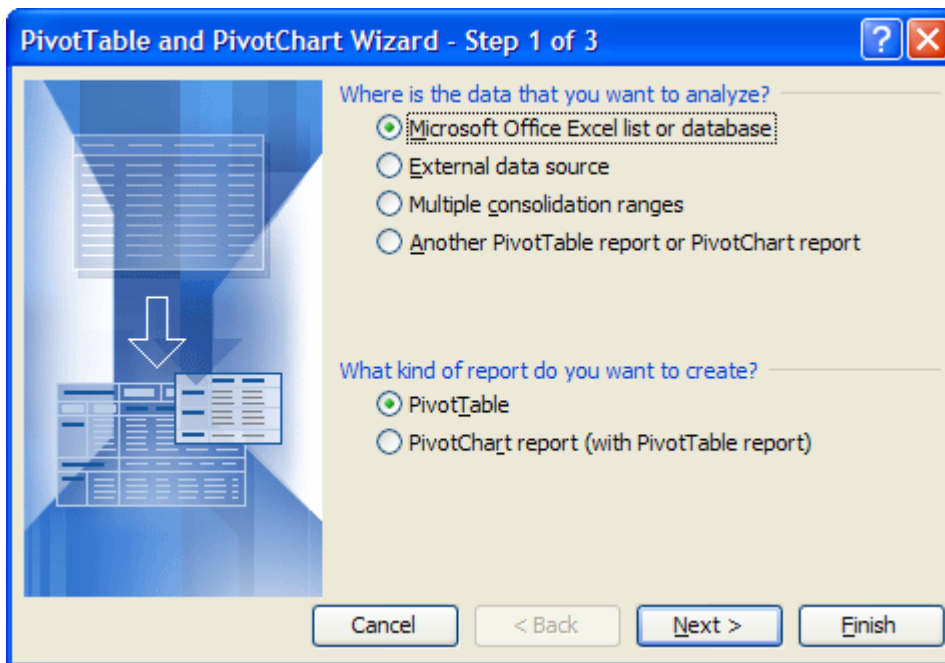 PivotTable and PivotChart Wizard - Step 1 of 3
Where is the data that you want to analyze?
Microsoft Office Excel list or database
External data source
Multiple consolidation ranges
Another PivotTable report or PivotChart report
What kind of report do you want to create?
PivotTable
PivotChart report (with PivotTable report)
Cancel < Back Next > Finish